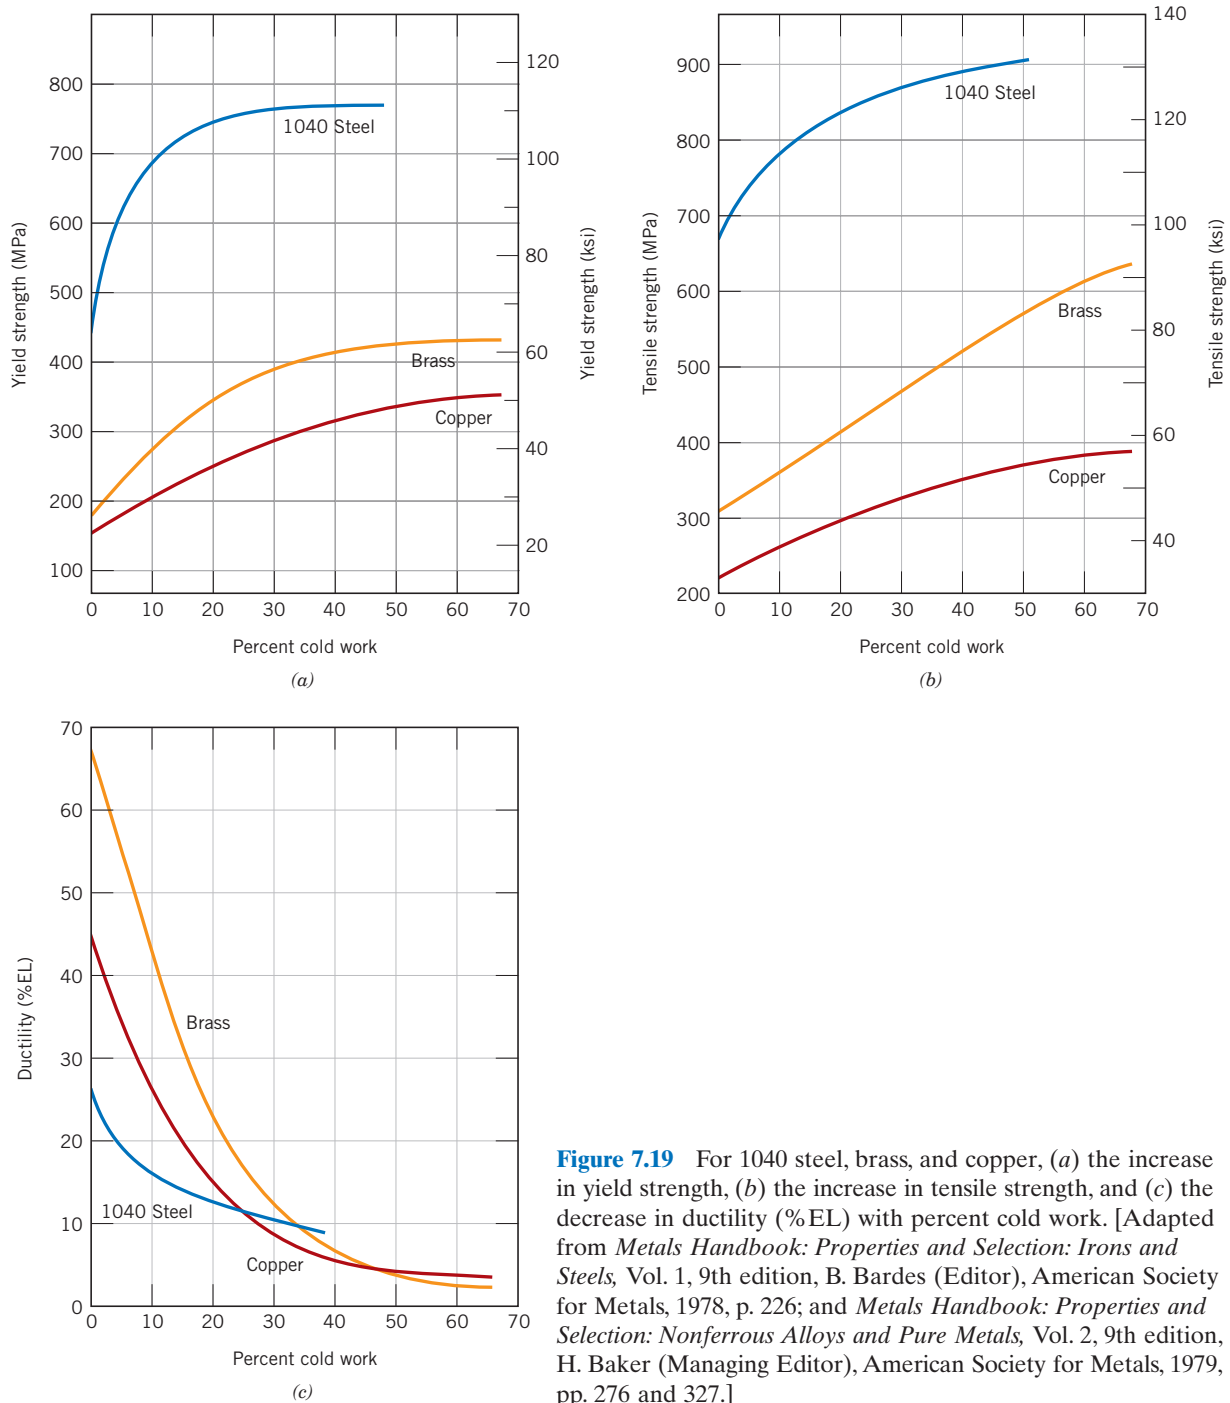 800
700
600
500
400
300
200
100
0 10 20 30 40 50 60 70
120
100
80
60
40
20
Yield strength (MPa)
Yield strength (ksi)
1040 Steel
Brass
Copper
Percent cold work
(a)
900
800
700
600
500
400
300
200
0 10 20 30 40 50 60 70
140
120
100
80
60
40
Tensile strength (MPa)
Tensile strength (ksi)
1040 Steel
Brass
Copper
Percent cold work
(b)
70
60
50
40
30
20
10
0
0 10 20 30 40 50 60 70
Ductility (%EL)
Brass
1040 Steel
Copper
Percent cold work
(c)
Figure 7.19 For 1040 steel, brass, and copper, (a) the increase
in yield strength, (b) the increase in tensile strength, and (c) the
decrease in ductility (%EL) with percent cold work. [Adapted
from Metals Handbook: Properties and Selection: Irons and
Steels, Vol. 1, 9th edition, B. Bardes (Editor), American Society
for Metals, 1978, p. 226; and Metals Handbook: Properties and
Selection: Nonferrous Alloys and Pure Metals, Vol. 2, 9th edition,
H. Baker (Managing Editor), American Society for Metals, 1979,
pp. 276 and 327.]